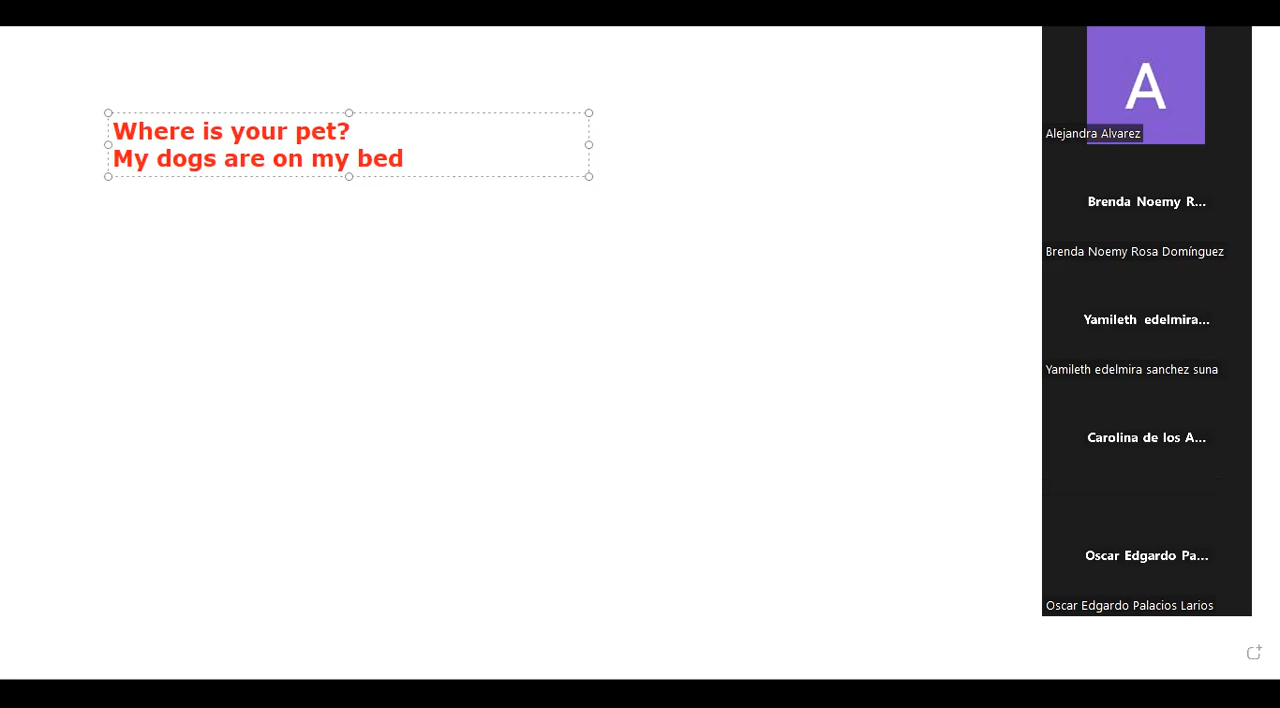 Where is your pet?
My dogs are on my bed
A
Alejandra Alvarez
Brenda Noemy R...
Brenda Noemy Rosa Domínguez
Yamileth edelmira...
Yamileth edelmira sanchez suna
Carolina de los A...
Oscar Edgardo Pa...
Oscar Edgardo Palacios Larios